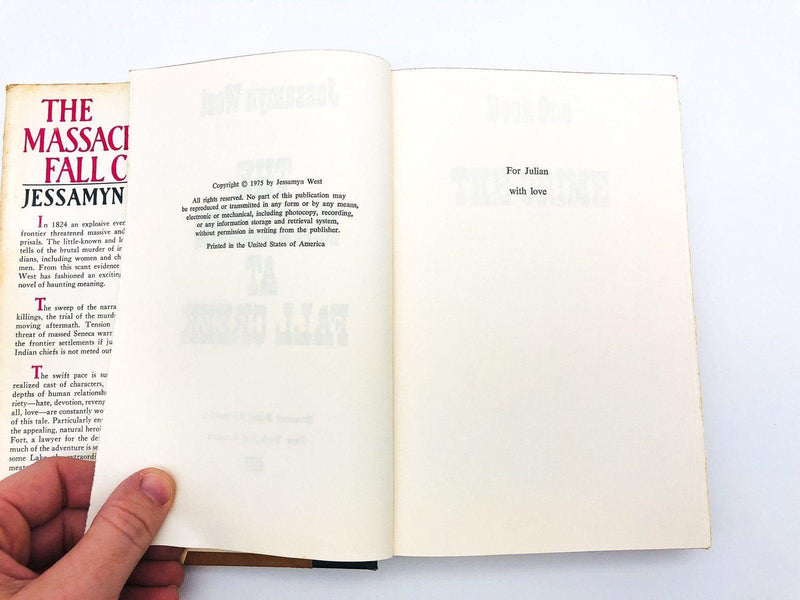 THE
MASSAC
FALL C
JESSAMYN
In 1824 an explosive ever
frontier threatened massive and
prisals. The little-known and
tells of the brutal murder of
dians, including women and ch
men. From this scant evidence
West has fashioned an exciting
novel of haunting meaning.
The sweep of the narra
killings, the trial of the murd
moving aftermath. Tension
threat of massed Seneca warr
the frontier settlements if ju
Indian chiefs is not meted out
The swift pace is su
realized cast of characters,
depths of human relationsh
riety—hate, devotion, reveng
all, love—are constantly wo
of this tale. Particularly en
the appealing, natural heroi
Fort, a lawyer for the de
much of the adventure is se
some Lake
Copyright © 1975 by Jessamyn West
All rights reserved. No part of this publication may
be reproduced or transmitted in any form or by any means,
electronic or mechanical, including photocopy, recording,
or any information storage and retrieval system,
without permission in writing from the publisher.
Printed in the United States of America
For Julian
with love